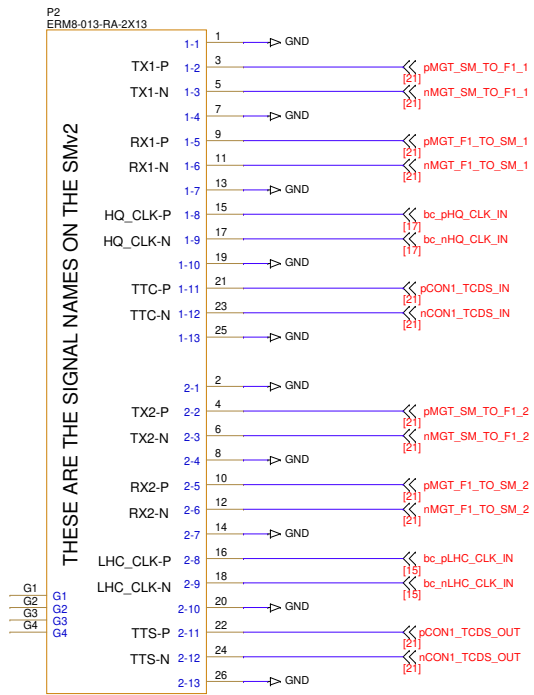 P2
ERM8-013-RA-2X13
1-1 1 GND
TX1-P 1-2 3 pMGT_SM_TO_F1_1
[21]
TX1-N 1-3 5 nMGT_SM_TO_F1_1
[21]
1-4 7 GND
RX1-P 1-5 9 pMGT_F1_TO_SM_1
[21]
RX1-N 1-6 11 nMGT_F1_TO_SM_1
[21]
1-7 13 GND
HQ_CLK-P 1-8 15 bc_pHQ_CLK_IN
[17]
HQ_CLK-N 1-9 17 bc_nHQ_CLK_IN
[17]
1-10 19 GND
TTC-P 1-11 21 pCON1_TCDS_IN
[21]
TTC-N 1-12 23 nCON1_TCDS_IN
[21]
1-13 25 GND
THESE ARE THE SIGNAL NAMES ON THE SMv2
2-1 2 GND
TX2-P 2-2 4 pMGT_SM_TO_F1_2
[21]
TX2-N 2-3 6 nMGT_SM_TO_F1_2
[21]
2-4 8 GND
RX2-P 2-5 10 pMGT_F1_TO_SM_2
[21]
RX2-N 2-6 12 nMGT_F1_TO_SM_2
[21]
2-7 14 GND
LHC_CLK-P 2-8 16 bc_pLHC_CLK_IN
[15]
LHC_CLK-N 2-9 18 bc_nLHC_CLK_IN
[15]
2-10 20 GND
TTS-P 2-11 22 pCON1_TCDS_OUT
[21]
TTS-N 2-12 24 nCON1_TCDS_OUT
[21]
2-13 26 GND
G1 G1
G2 G2
G3 G3
G4 G4